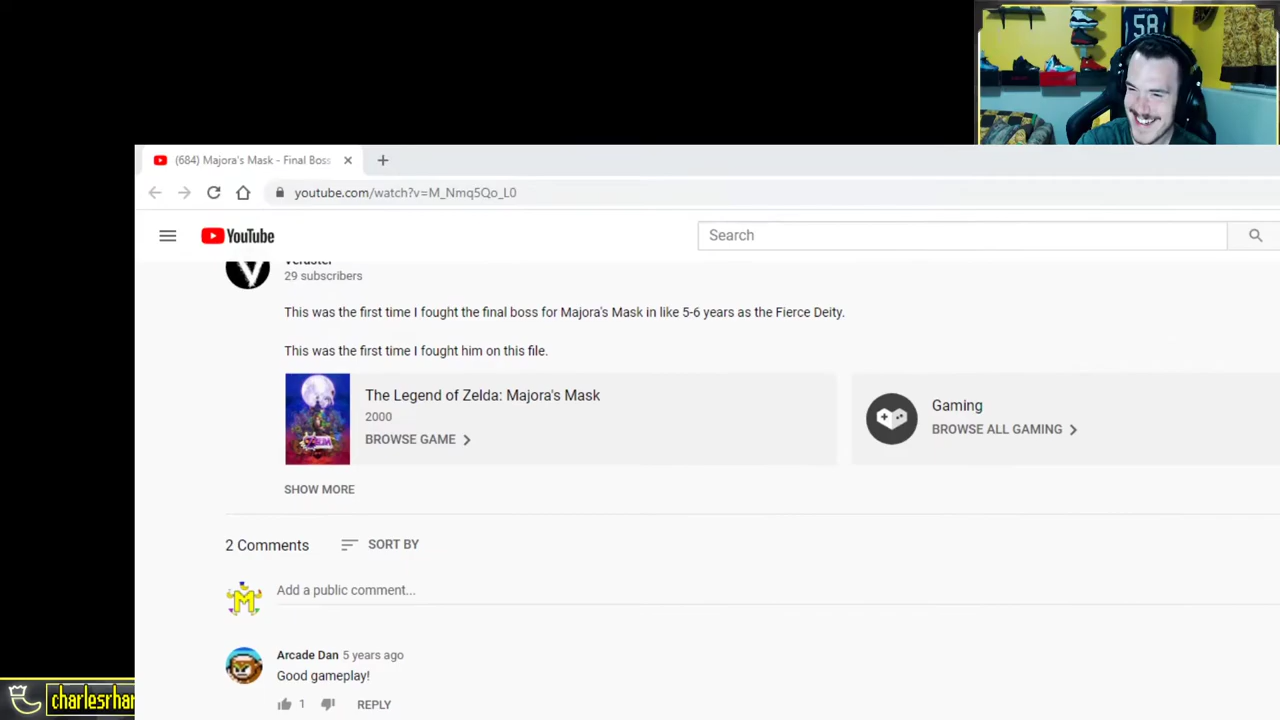 58
(684) Majora's Mask - Final Boss
youtube.com/watch?v=M_Nmq5Qo_L0
YouTube
Search
29 subscribers
This was the first time I fought the final boss for Majora's Mask in like 5-6 years as the Fierce Deity.
This was the first time I fought him on this file.
The Legend of Zelda: Majora's Mask
2000
BROWSE GAME
Gaming
BROWSE ALL GAMING
SHOW MORE
2 Comments
SORT BY
Add a public comment...
Arcade Dan 5 years ago
Good gameplay!
1
REPLY
charlesrhar